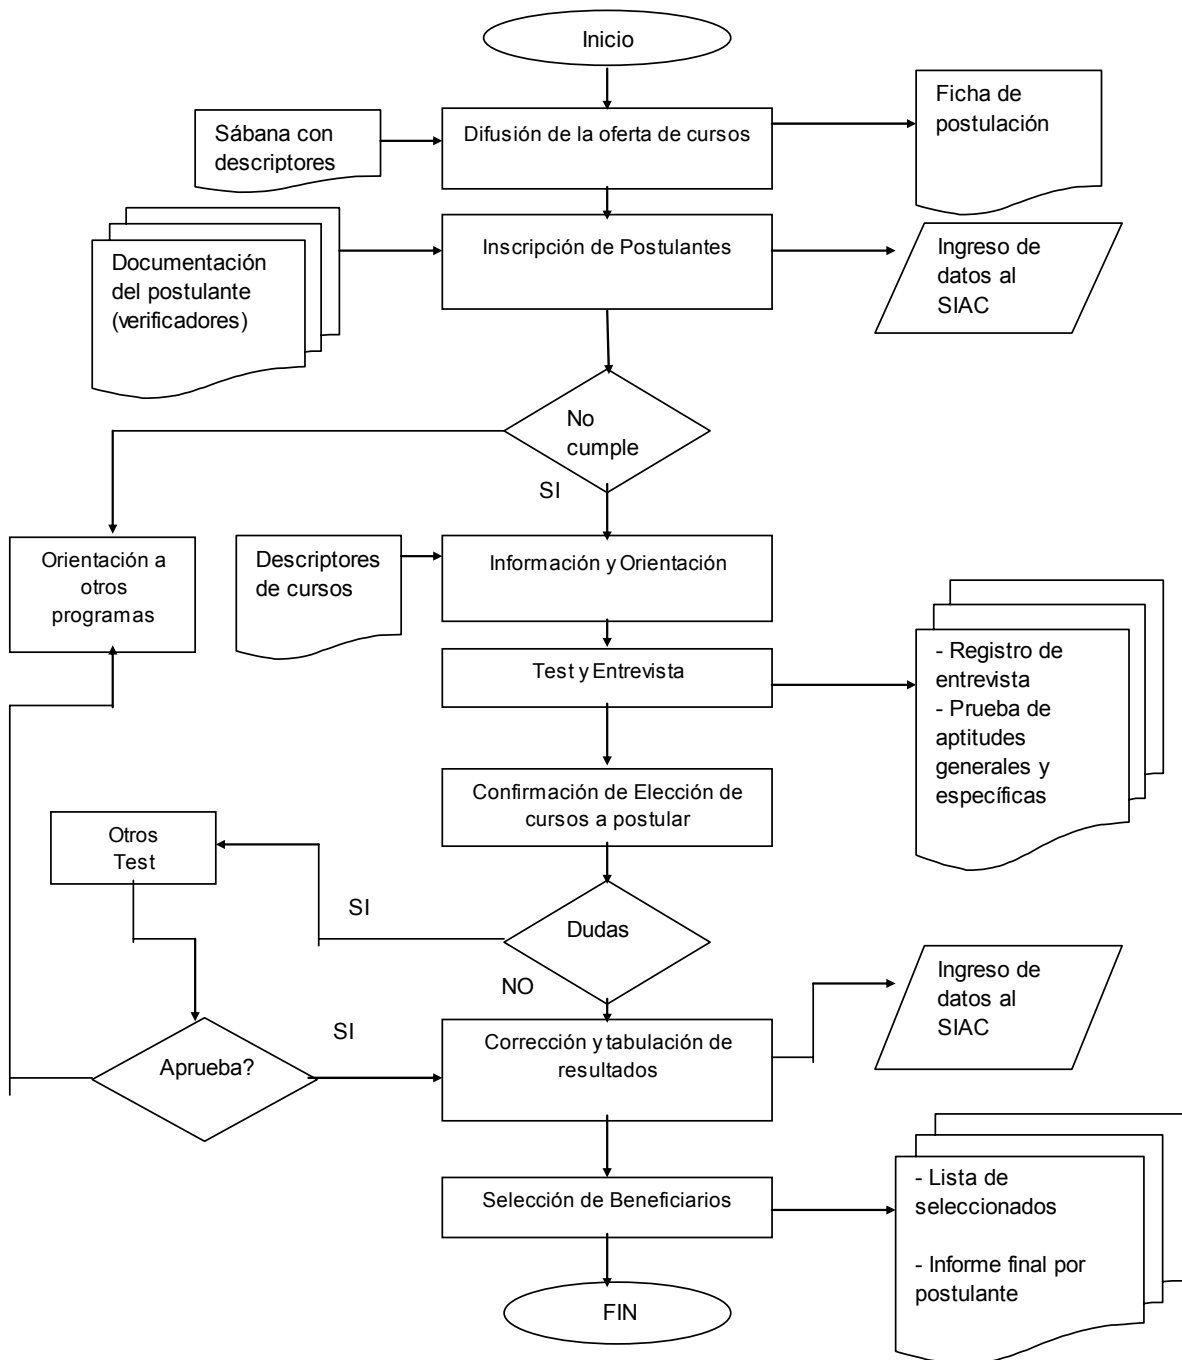 Inicio
Sábana con
descriptores
Difusión de la oferta de cursos
Ficha de
postulación
Documentación
del postulante
(verificadores)
Inscripción de Postulantes
Ingreso de
datos al
SIAC
No
cumple
SI
Orientación a
otros
programas
Descriptores
de cursos
Información y Orientación
Test y Entrevista
- Registro de
entrevista
- Prueba de
aptitudes
generales y
específicas
Confirmación de Elección de
cursos a postular
Otros
Test
SI
Dudas
NO
Ingreso de
datos al
SIAC
Aprueba?
SI
Corrección y tabulación de
resultados
Selección de Beneficiarios
- Lista de
seleccionados
- Informe final por
postulante
FIN